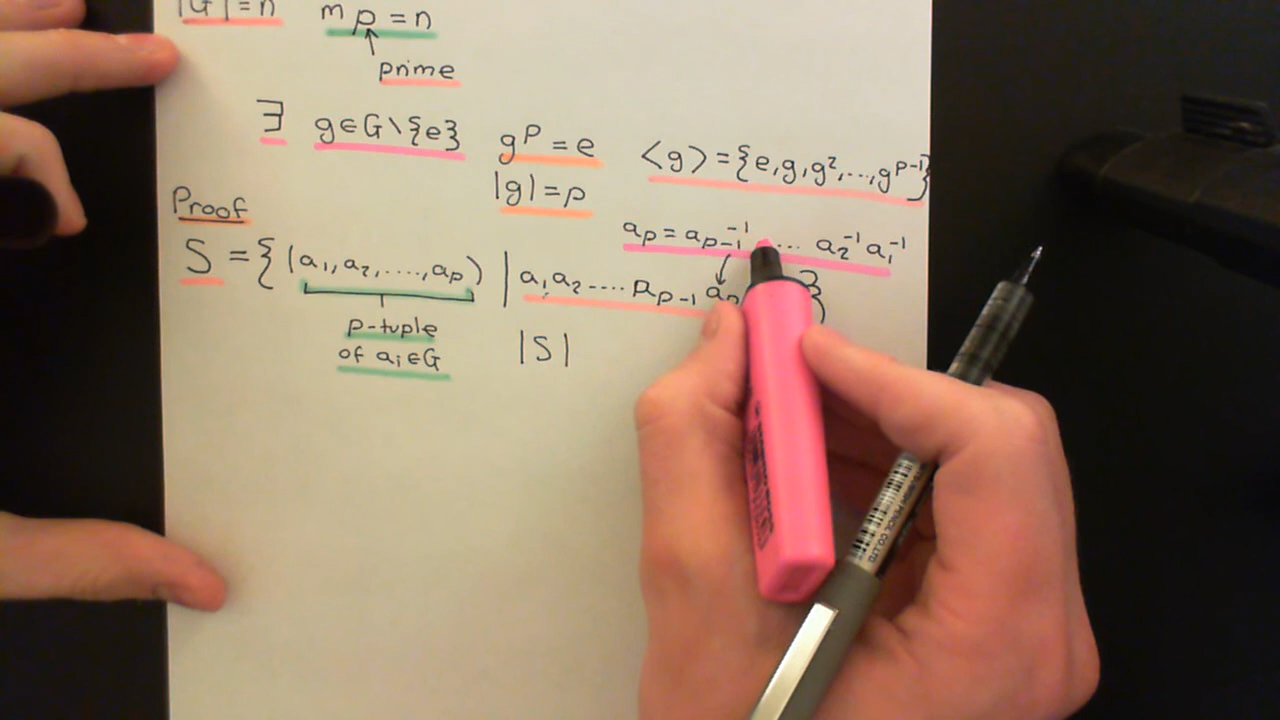 |G| = n   mp = n
prime
∃ g∈G\{e}   g^p = e   <g> = {e, g, g², ..., g^{p-1}}
|g| = p
Proof
a_p = a_{p-1}^{-1} ... a_2^{-1} a_1^{-1}
S = {(a_1, a_2, ...., a_p) | a_1 a_2 .... a_{p-1} a_p }
p-tuple
of a_i∈G   |S|